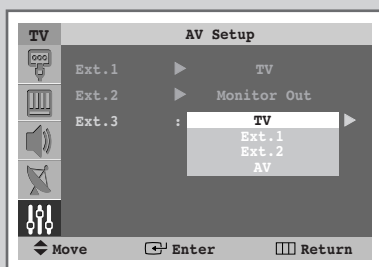 TV AV Setup
Ext.1 TV
Ext.2 Monitor Out
Ext.3 : TV
Ext.1
Ext.2
AV
Move Enter Return